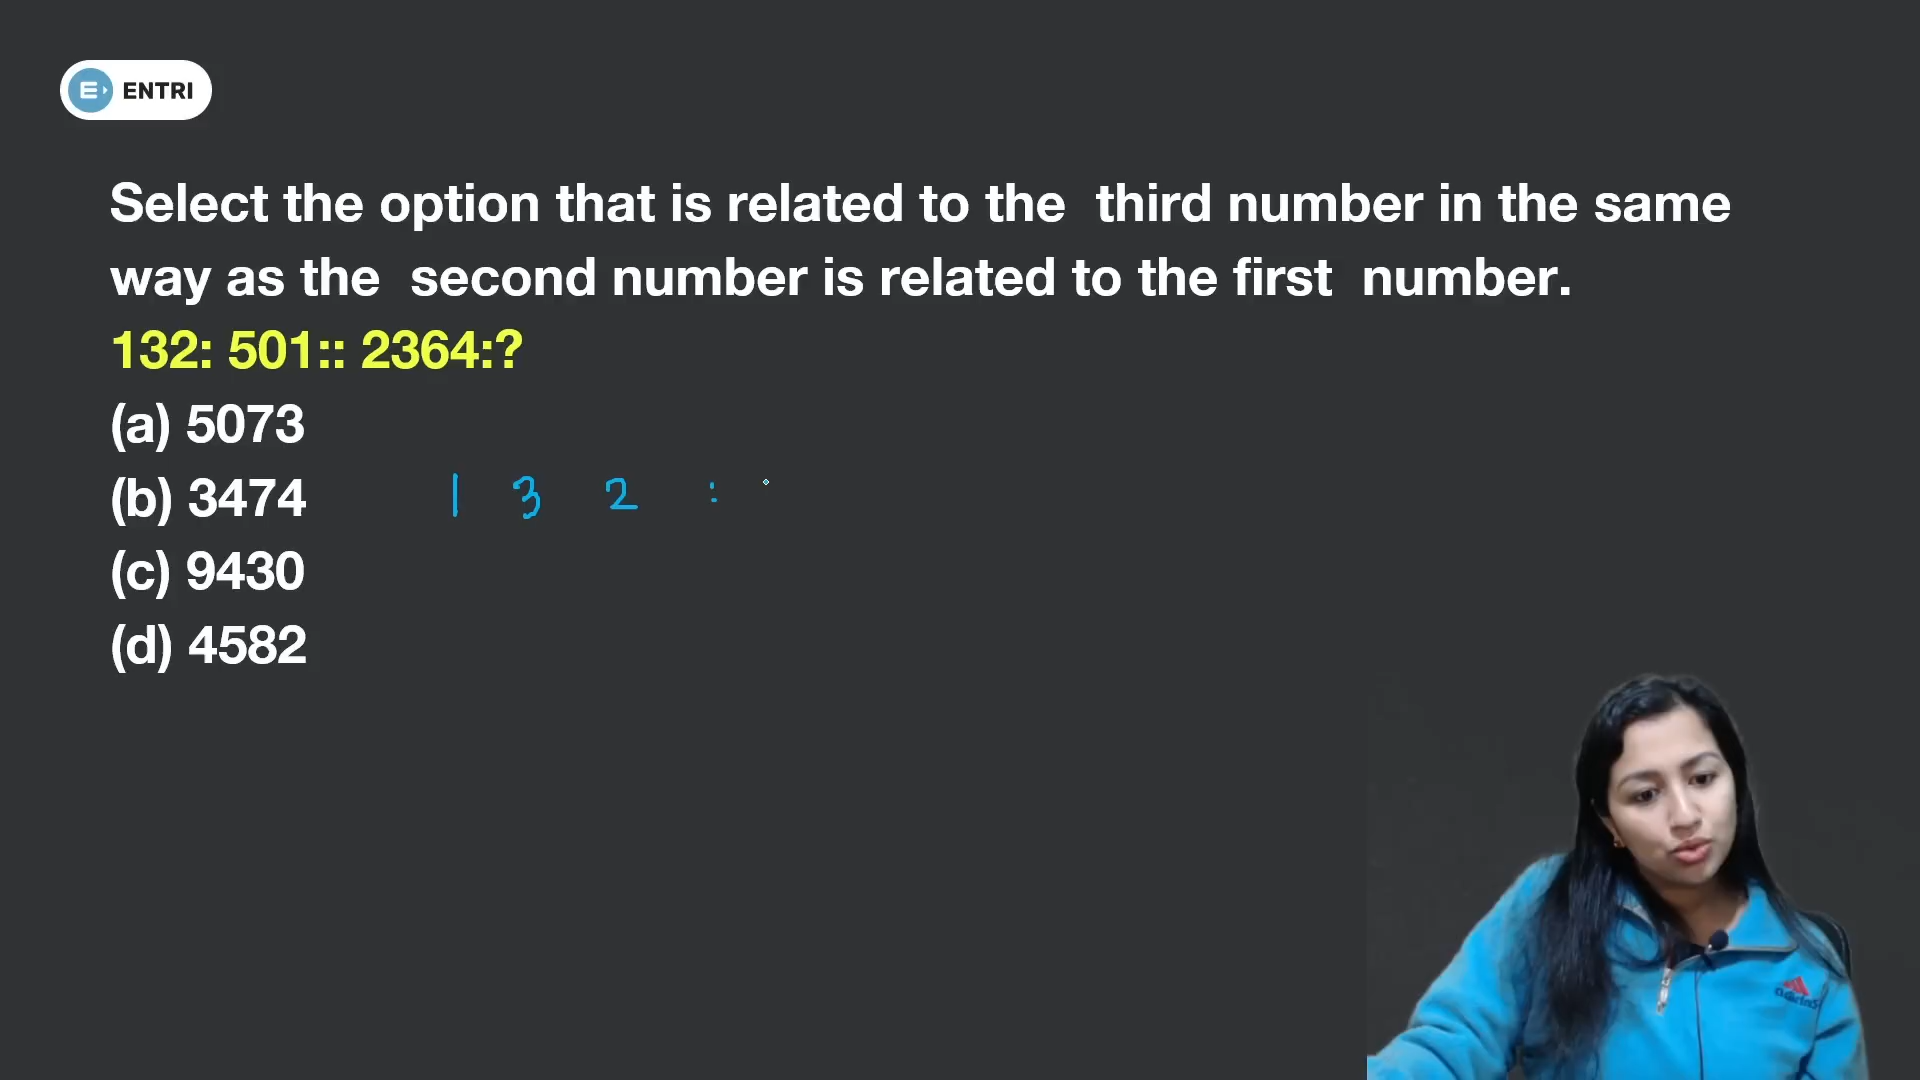 ENTRI
Select the option that is related to the third number in the same
way as the second number is related to the first number.
132: 501:: 2364:?
(a) 5073
(b) 3474
1 3 2 :
(c) 9430
(d) 4582
adidas